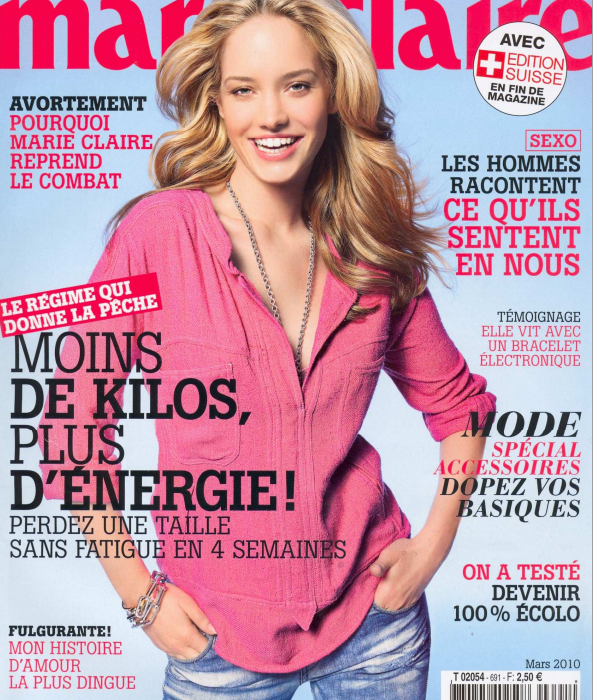 marie claire
AVEC
EDITION
SUISSE
EN FIN DE
MAGAZINE
AVORTEMENT
POURQUOI
MARIE CLAIRE
REPREND
LE COMBAT
SEXO
LES HOMMES
RACONTENT
CE QU'ILS
SENTENT
EN NOUS
LE RÉGIME QUI
DONNE LA PÊCHE
MOINS
DE KILOS,
PLUS
D'ÉNERGIE!
PERDEZ UNE TAILLE
SANS FATIGUE EN 4 SEMAINES
TÉMOIGNAGE
ELLE VIT AVEC
UN BRACELET
ÉLECTRONIQUE
MODE
SPÉCIAL
ACCESSOIRES
DOPEZ VOS
BASIQUES
ON A TESTÉ
DEVENIR
100% ÉCOLO
FULGURANTE!
MON HISTOIRE
D'AMOUR
LA PLUS DINGUE
Mars 2010
T 02054 - 691 - F: 2,50 €